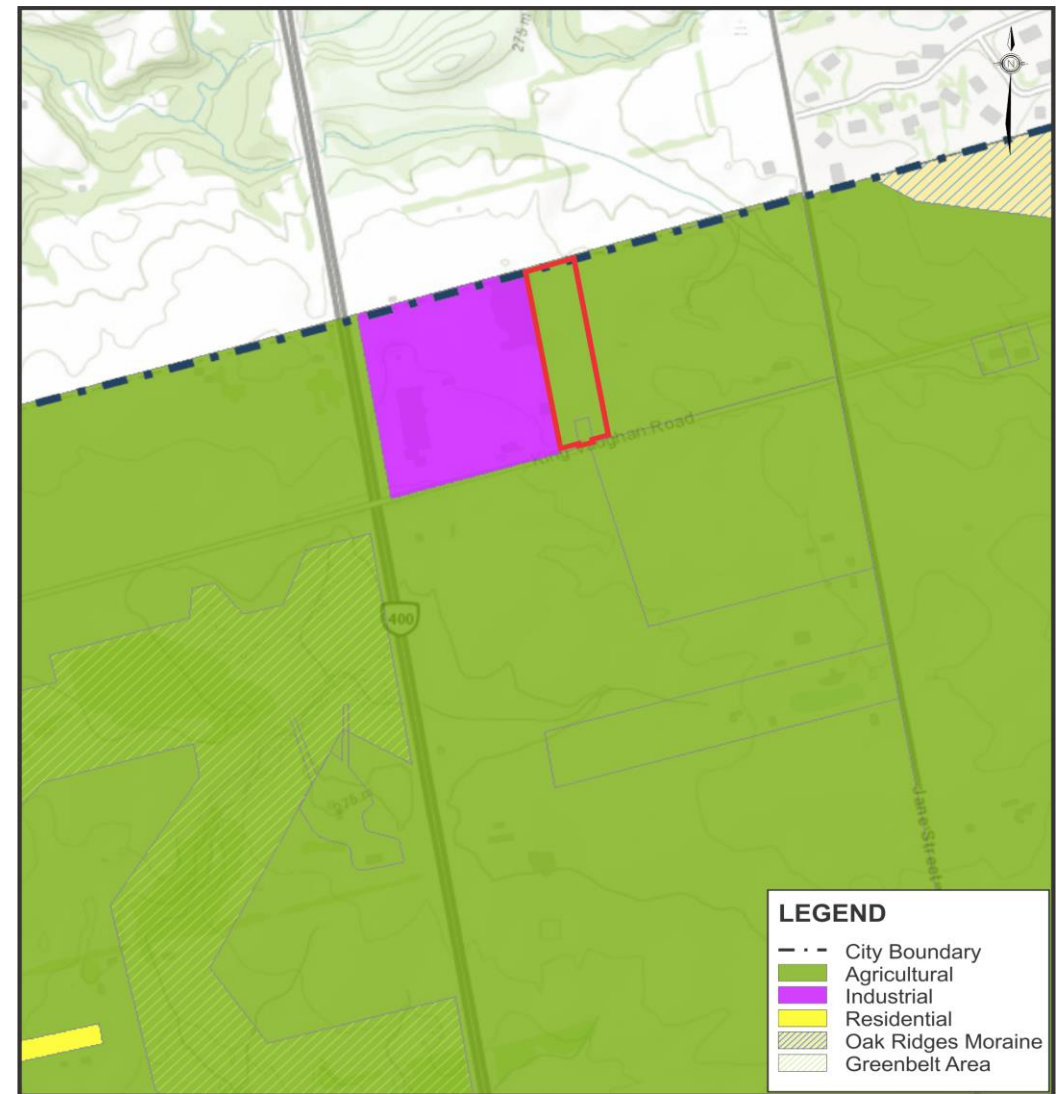 275 m
N
King Vaughan Road
400
275 m
Jane Street
LEGEND
City Boundary
Agricultural
Industrial
Residential
Oak Ridges Moraine
Greenbelt Area